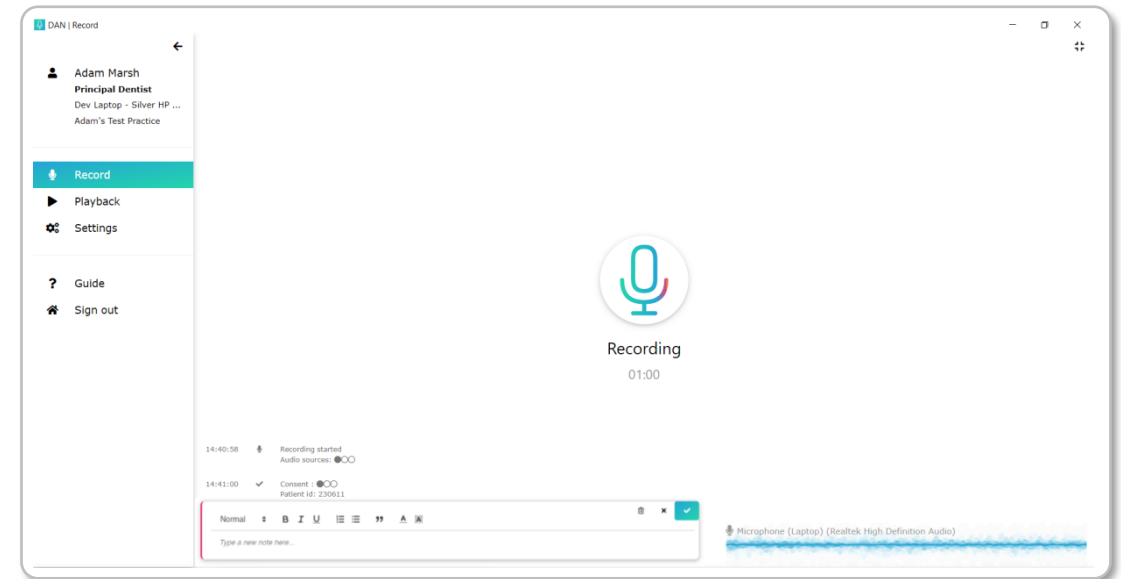 DAN | Record
Adam Marsh
Principal Dentist
Dev Laptop - Silver HP ...
Adam's Test Practice
Record
Playback
Settings
? Guide
Sign out
Recording
01:00
14:40:58 Recording started
Audio sources:
14:41:00 Consent :
Patient id: 230611
Normal B I U ” A A
Type a new note here...
Microphone (Laptop) (Realtek High Definition Audio)